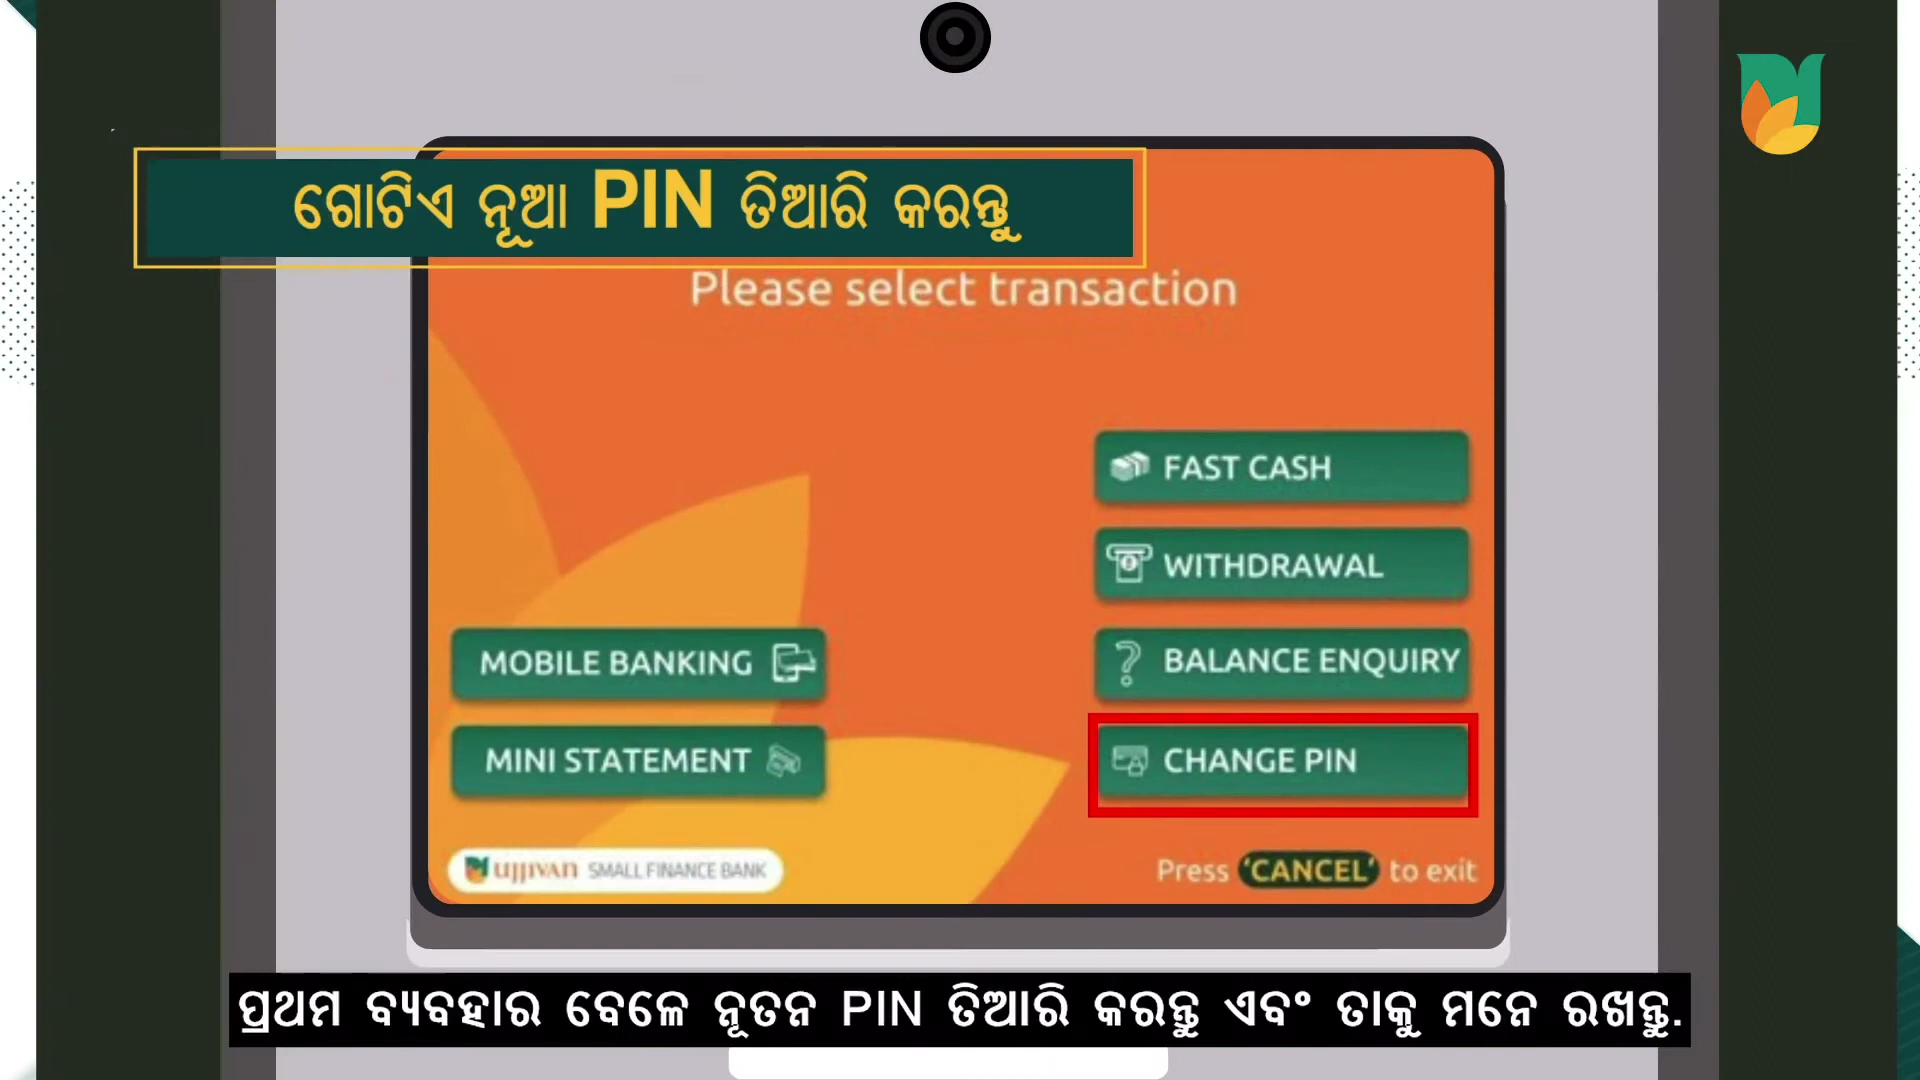 ଗୋଟିଏ ନୂଆ PIN ତିଆରି କରନ୍ତୁ
Please select transaction
FAST CASH
WITHDRAWAL
MOBILE BANKING
BALANCE ENQUIRY
MINI STATEMENT
CHANGE PIN
ujjivan SMALL FINANCE BANK
Press 'CANCEL' to exit
ପ୍ରଥମ ବ୍ୟବହାର ବେଳେ ନୂତନ PIN ତିଆରି କରନ୍ତୁ ଏବଂ ତାକୁ ମନେ ରଖନ୍ତୁ.